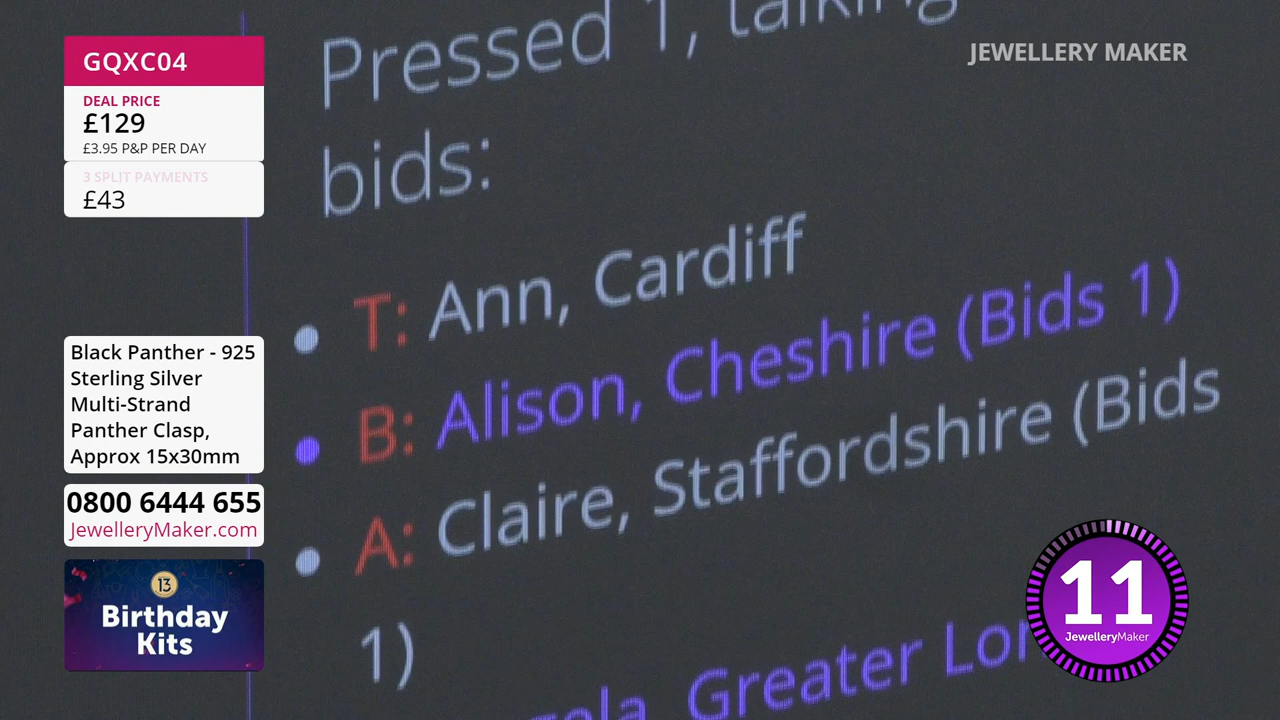 GQXC04
DEAL PRICE
£129
£3.95 P&P PER DAY
3 SPLIT PAYMENTS
£43
Black Panther - 925
Sterling Silver
Multi-Strand
Panther Clasp,
Approx 15x30mm
0800 6444 655
JewelleryMaker.com
13
Birthday
Kits
JEWELLERY MAKER
Pressed 1, talking
bids:
T: Ann, Cardiff
B: Alison, Cheshire (Bids 1)
A: Claire, Staffordshire (Bids
1)
Greater
11
JewelleryMaker